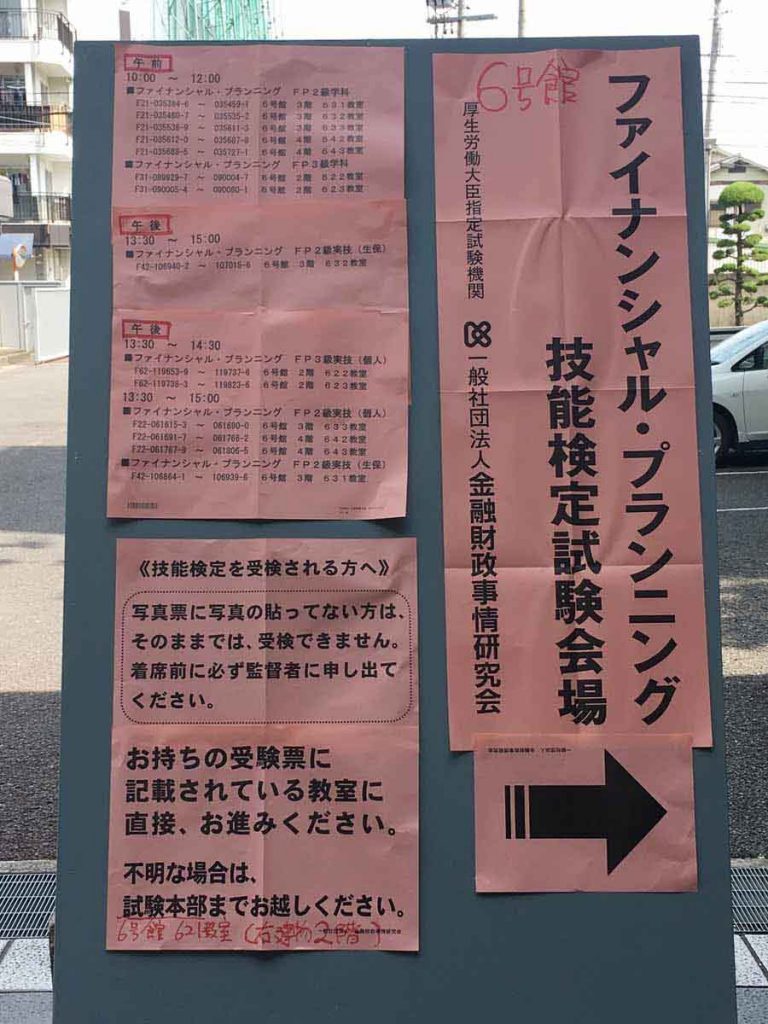 午前
10:00 ～ 12:00
■ファイナンシャル・プランニング FP2級学科
F21-035384-6 ～ 035459-1 6号館 3階 631教室
F21-035460-7 ～ 035535-2 6号館 3階 632教室
F21-035536-9 ～ 035611-3 6号館 3階 633教室
F21-035612-0 ～ 035687-9 6号館 4階 642教室
F21-035688-5 ～ 035727-1 6号館 4階 643教室
■ファイナンシャル・プランニング FP3級学科
F31-089929-7 ～ 090004-7 6号館 2階 622教室
F31-090005-4 ～ 090080-1 6号館 2階 623教室
午後
13:30 ～ 15:00
■ファイナンシャル・プランニング FP2級実技（生保）
F42-106940-2 ～ 107015-6 6号館 3階 632教室
午後
13:30 ～ 14:30
■ファイナンシャル・プランニング FP3級実技（個人）
F62-119653-9 ～ 119737-6 6号館 2階 622教室
F62-119738-3 ～ 119823-6 6号館 2階 623教室
13:30 ～ 15:00
■ファイナンシャル・プランニング FP2級実技（個人）
F22-061615-3 ～ 061690-0 6号館 3階 633教室
F22-061691-7 ～ 061766-2 6号館 4階 642教室
F22-061767-9 ～ 061806-5 6号館 4階 643教室
■ファイナンシャル・プランニング FP2級実技（生保）
F42-106864-1 ～ 106939-6 6号館 3階 631教室
《技能検定を受検される方へ》
写真票に写真の貼ってない方は、
そのままでは、受検できません。
着席前に必ず監督者に申し出て
ください。
お持ちの受験票に
記載されている教室に
直接、お進みください。
不明な場合は、
試験本部までお越しください。
6号館 621教室（右建物2階）
6号館
ファイナンシャル・プランニング
技能検定試験会場
厚生労働大臣指定試験機関
一般社団法人金融財政事情研究会
一般社団法人 金融財政事情研究会